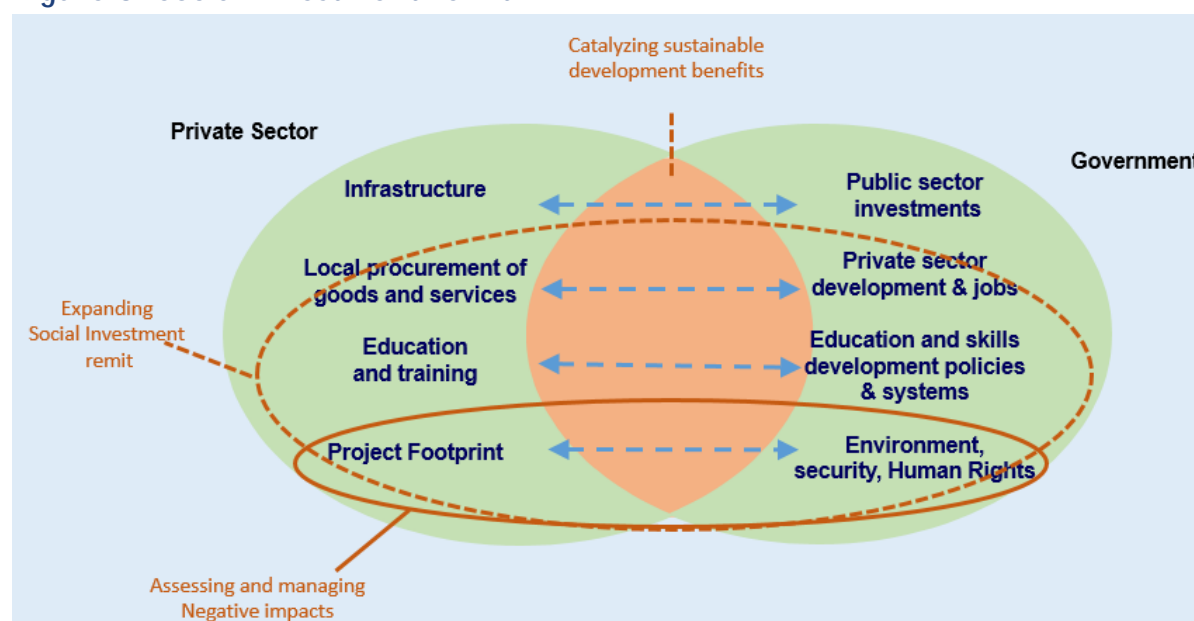 Catalyzing sustainable
development benefits
Private Sector
Government
Infrastructure
Public sector
investments
Local procurement of
goods and services
Private sector
development & jobs
Expanding
Social Investment
remit
Education
and training
Education and skills
development policies
& systems
Project Footprint
Environment,
security, Human Rights
Assessing and managing
Negative impacts